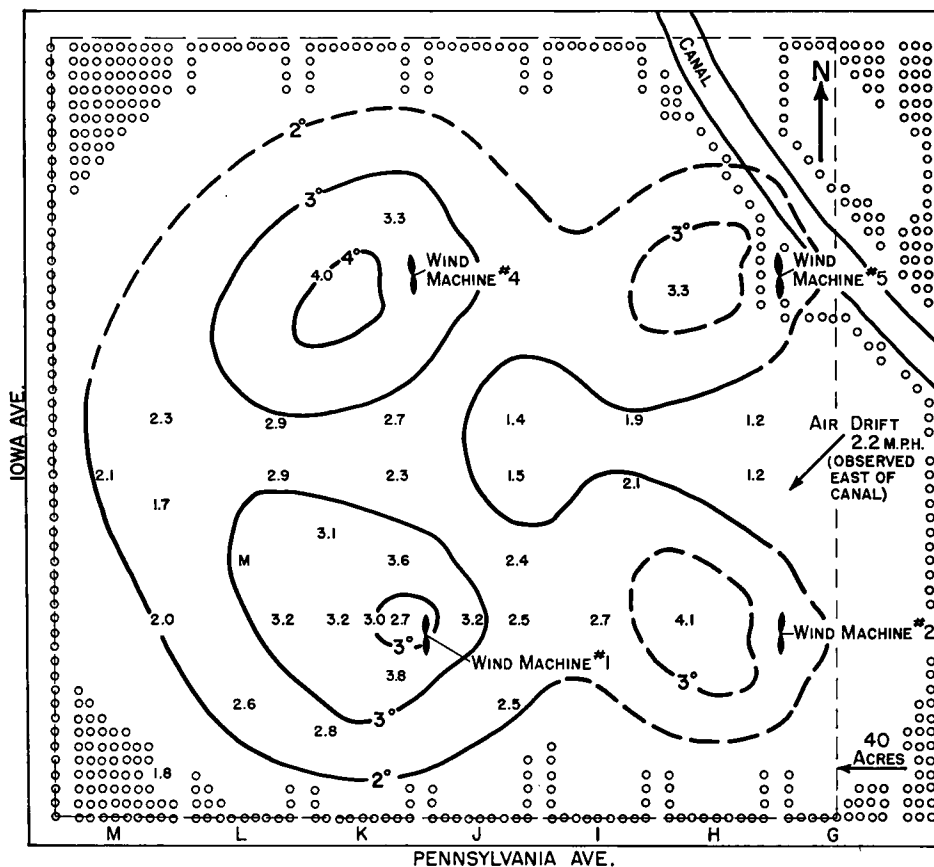 CANAL
N
2°
3°
3.3
3°
4°
4.0
WIND
MACHINE #4
3.3
WIND
MACHINE #5
2.3
2.9
2.7
1.4
1.9
1.2
AIR DRIFT
2.2 M.P.H.
(OBSERVED
EAST OF
CANAL)
IOWA AVE.
2.1
1.7
2.9
2.3
1.5
2.1
1.2
3.1
M
3.6
2.4
2.0
3.2
3.2
3.0
2.7
3.2
2.5
2.7
4.1
WIND MACHINE #2
3°
WIND MACHINE #1
3.8
3°
2.6
2.8
3°
2.5
1.8
2°
40
ACRES
M L K J I H G
PENNSYLVANIA AVE.